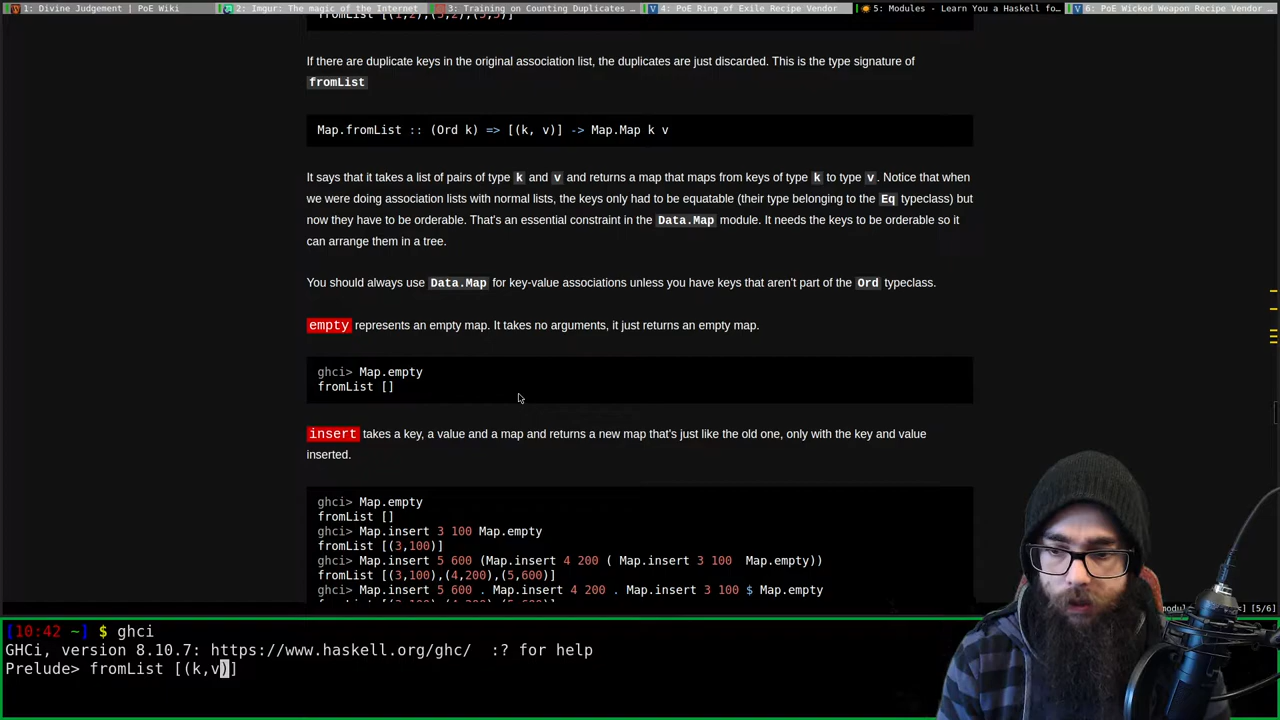 1: Divine Judgement | PoE Wiki
2: Imgur: The magic of the Internet
3: Training on Counting Duplicates …
4: PoE Ring of Exile Recipe Vendor
5: Modules - Learn You a Haskell fo…
6: PoE Wicked Weapon Recipe Vendor …
If there are duplicate keys in the original association list, the duplicates are just discarded. This is the type signature of
fromList
Map.fromList :: (Ord k) => [(k, v)] -> Map.Map k v
It says that it takes a list of pairs of type k and v and returns a map that maps from keys of type k to type v. Notice that when
we were doing association lists with normal lists, the keys only had to be equatable (their type belonging to the Eq typeclass) but
now they have to be orderable. That's an essential constraint in the Data.Map module. It needs the keys to be orderable so it
can arrange them in a tree.
You should always use Data.Map for key-value associations unless you have keys that aren't part of the Ord typeclass.
empty represents an empty map. It takes no arguments, it just returns an empty map.
ghci> Map.empty
fromList []
insert takes a key, a value and a map and returns a new map that's just like the old one, only with the key and value
inserted.
ghci> Map.empty
fromList []
ghci> Map.insert 3 100 Map.empty
fromList [(3,100)]
ghci> Map.insert 5 600 (Map.insert 4 200 ( Map.insert 3 100  Map.empty))
fromList [(3,100),(4,200),(5,600)]
ghci> Map.insert 5 600 . Map.insert 4 200 . Map.insert 3 100 $ Map.empty
[5/6]
[10:42 ~] $ ghci
GHCi, version 8.10.7: https://www.haskell.org/ghc/  :? for help
Prelude> fromList [(k,v)]